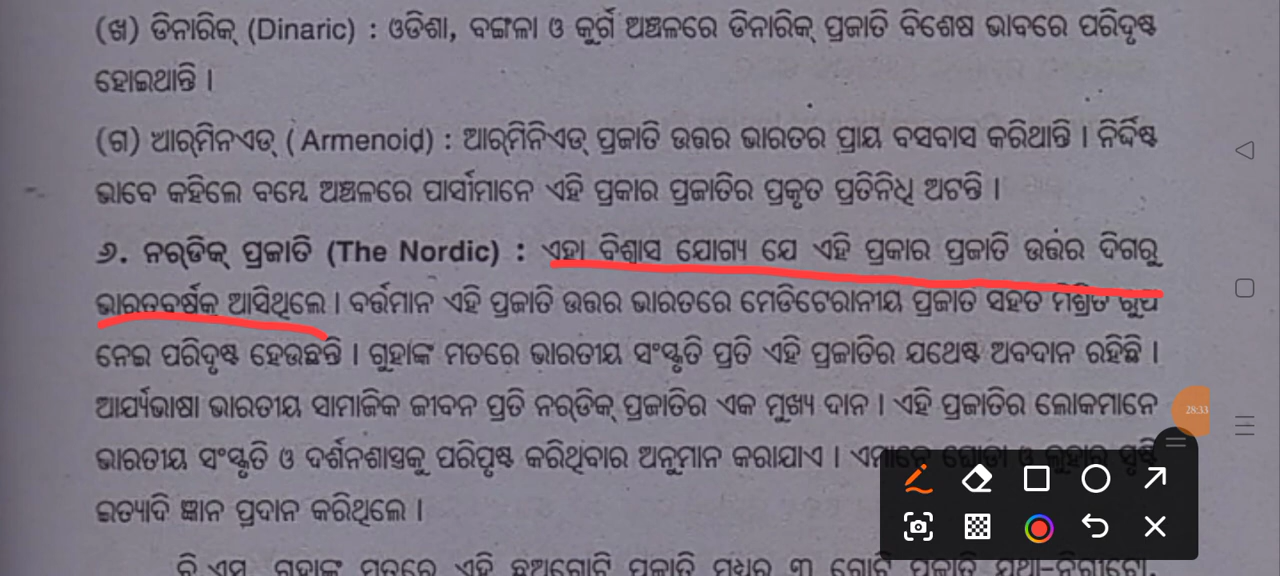 (ଖ) ଡିନାରିକ୍ (Dinaric) : ଓଡିଶା, ବଙ୍ଗଳା ଓ କୁର୍ଗ ଅଞ୍ଚଳରେ ଡିନାରିକ୍ ପ୍ରଜାତି ବିଶେଷ ଭାବରେ ପରିଦୃଷ୍ଟ
ହୋଇଥାନ୍ତି ।
(ଗ) ଆର୍‌ମିନଏଡ୍ (Armenoid) : ଆର୍‌ମିନିଏଡ୍ ପ୍ରଜାତି ଉତ୍ତର ଭାରତର ପ୍ରାୟ ବସବାସ କରିଥାନ୍ତି । ନିର୍ଦ୍ଦିଷ୍ଟ
ଭାବେ କହିଲେ ବମ୍ବେ ଅଞ୍ଚଳରେ ପାର୍ସୀମାନେ ଏହି ପ୍ରକାର ପ୍ରଜାତିର ପ୍ରକୃତ ପ୍ରତିନିଧି ଅଟନ୍ତି ।
୬. ନର୍‌ଡିକ୍ ପ୍ରଜାତି (The Nordic) : ଏହା ବିଶ୍ୱାସ ଯୋଗ୍ୟ ଯେ ଏହି ପ୍ରକାର ପ୍ରଜାତି ଉତ୍ତର ଦିଗରୁ
ଭାରତବର୍ଷକୁ ଆସିଥିଲେ । ବର୍ତ୍ତମାନ ଏହି ପ୍ରଜାତି ଉତ୍ତର ଭାରତରେ ମେଡିଟେରାନୀୟ ପ୍ରଜାତି ସହିତ ମିଶ୍ରିତ ରୂପ
ନେଇ ପରିଦୃଷ୍ଟ ହେଉଛନ୍ତି । ଗୁହାଙ୍କ ମତରେ ଭାରତୀୟ ସଂସ୍କୃତି ପ୍ରତି ଏହି ପ୍ରଜାତିର ଯଥେଷ୍ଟ ଅବଦାନ ରହିଛି ।
ଆର୍ଯ୍ୟଭାଷା ଭାରତୀୟ ସାମାଜିକ ଜୀବନ ପ୍ରତି ନର୍‌ଡିକ୍ ପ୍ରଜାତିର ଏକ ମୁଖ୍ୟ ଦାନ । ଏହି ପ୍ରଜାତିର ଲୋକମାନେ
ଭାରତୀୟ ସଂସ୍କୃତି ଓ ଦର୍ଶନଶାସ୍ତ୍ରକୁ ପରିପୃଷ୍ଟ କରିଥିବାର ଅନୁମାନ କରାଯାଏ ।
ଇତ୍ୟାଦି ଜ୍ଞାନ ପ୍ରଦାନ କରିଥିଲେ ।
28:33